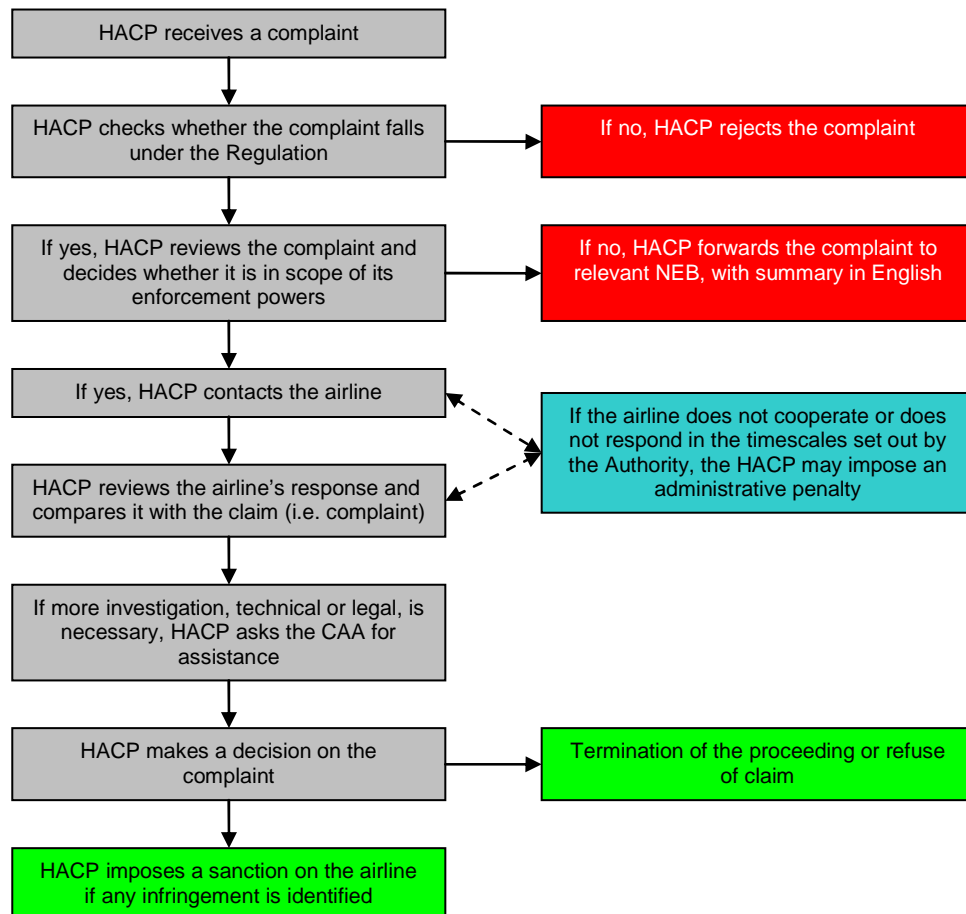 HACP receives a complaint
HACP checks whether the complaint falls
under the Regulation
If no, HACP rejects the complaint
If yes, HACP reviews the complaint and
decides whether it is in scope of its
enforcement powers
If no, HACP forwards the complaint to
relevant NEB, with summary in English
If yes, HACP contacts the airline
If the airline does not cooperate or does
not respond in the timescales set out by
the Authority, the HACP may impose an
administrative penalty
HACP reviews the airline's response and
compares it with the claim (i.e. complaint)
If more investigation, technical or legal, is
necessary, HACP asks the CAA for
assistance
HACP makes a decision on the
complaint
Termination of the proceeding or refuse
of claim
HACP imposes a sanction on the airline
if any infringement is identified